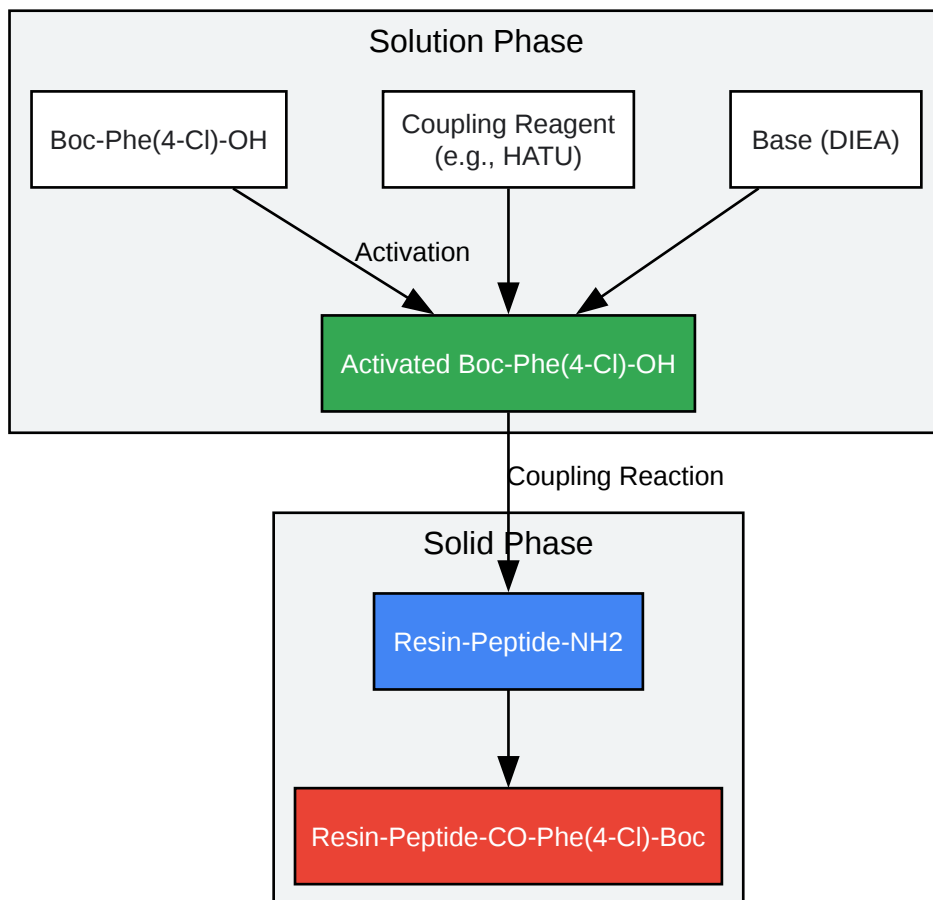 Solution Phase
Boc-Phe(4-Cl)-OH
Coupling Reagent
(e.g., HATU)
Base (DIEA)
Activation
Activated Boc-Phe(4-Cl)-OH
Coupling Reaction
Solid Phase
Resin-Peptide-NH2
Resin-Peptide-CO-Phe(4-Cl)-Boc